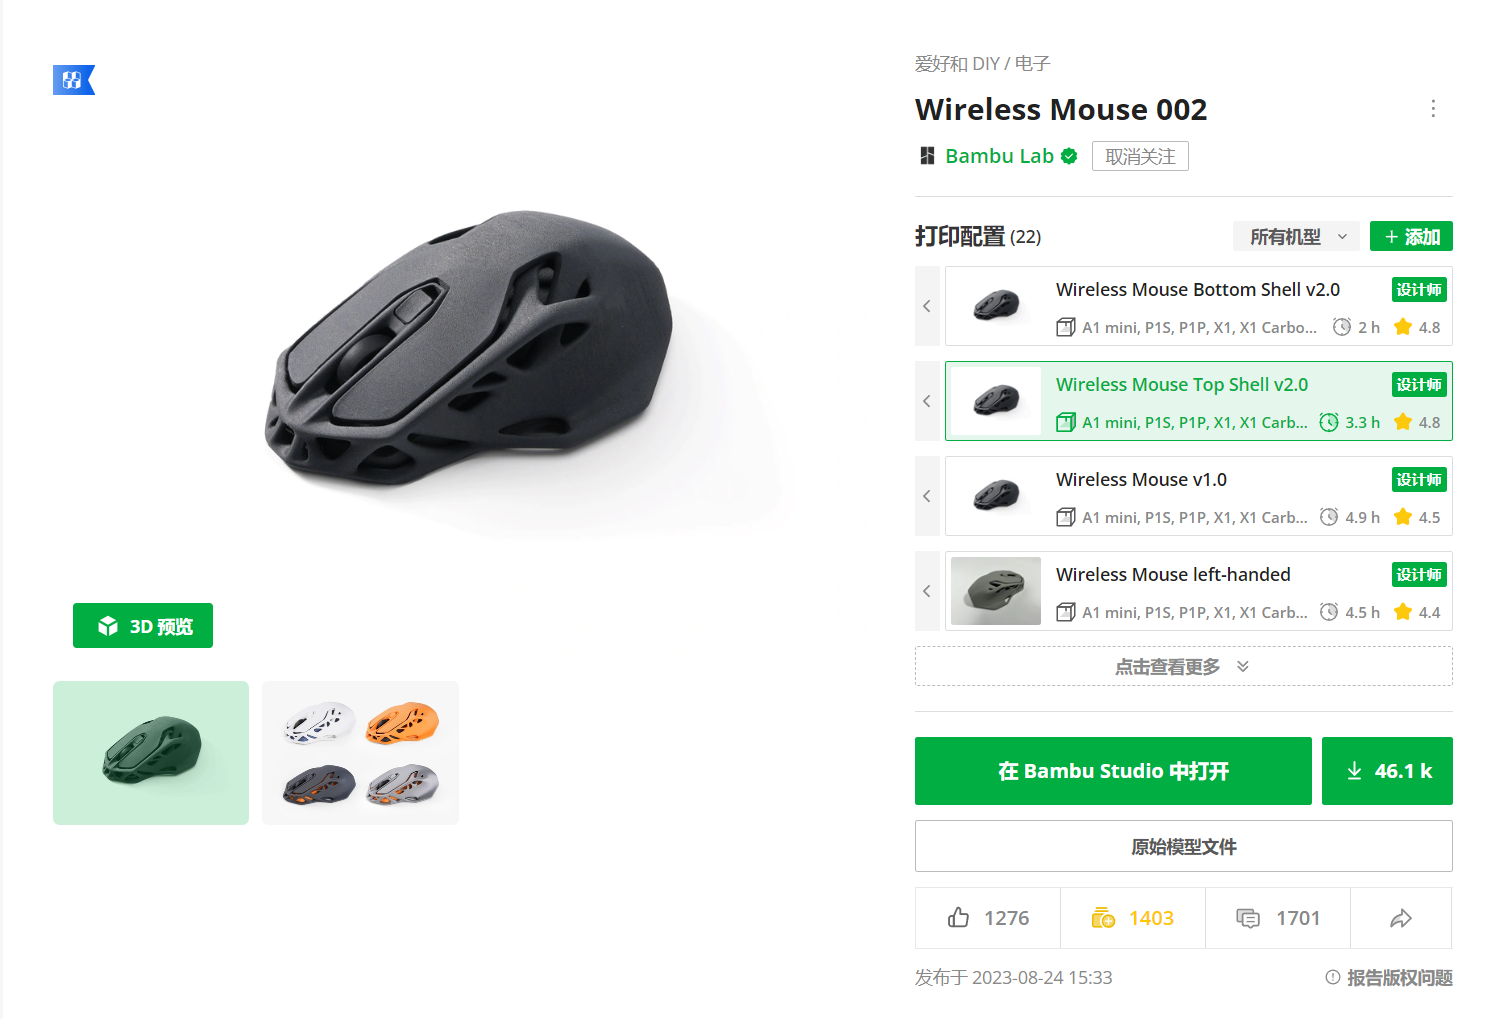 爱好和 DIY / 电子
Wireless Mouse 002
Bambu Lab 取消关注
打印配置 (22) 所有机型 + 添加
Wireless Mouse Bottom Shell v2.0 设计师
A1 mini, P1S, P1P, X1, X1 Carbo... 2 h 4.8
Wireless Mouse Top Shell v2.0 设计师
A1 mini, P1S, P1P, X1, X1 Carb... 3.3 h 4.8
Wireless Mouse v1.0 设计师
A1 mini, P1S, P1P, X1, X1 Carb... 4.9 h 4.5
Wireless Mouse left-handed 设计师
A1 mini, P1S, P1P, X1, X1 Carb... 4.5 h 4.4
3D 预览
点击查看更多
在 Bambu Studio 中打开 46.1 k
原始模型文件
1276 1403 1701
发布于 2023-08-24 15:33 报告版权问题